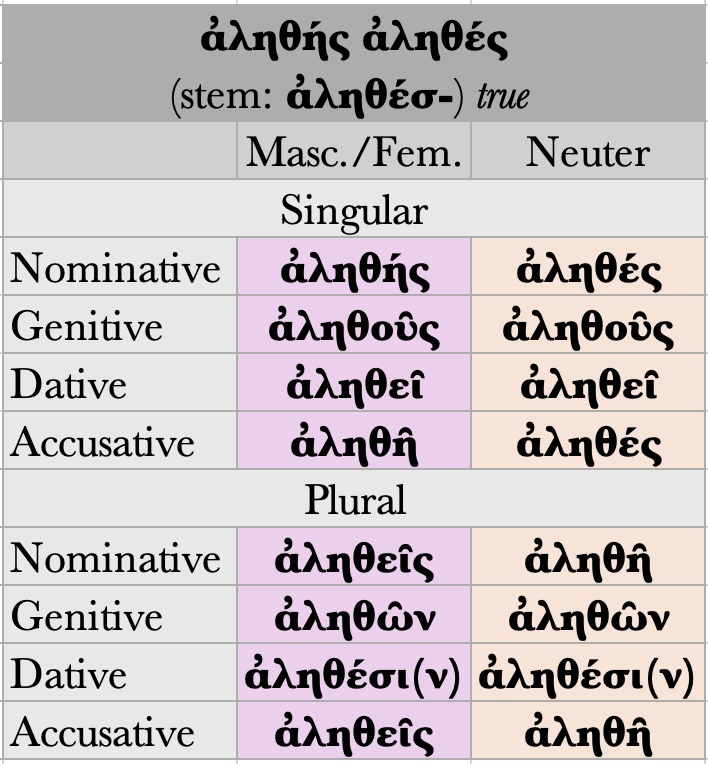 ἀληθής ἀληθές
(stem: ἀληθέσ-) true
Masc./Fem. Neuter
Singular
Nominative ἀληθής ἀληθές
Genitive ἀληθοῦς ἀληθοῦς
Dative ἀληθεῖ ἀληθεῖ
Accusative ἀληθῆ ἀληθές
Plural
Nominative ἀληθεῖς ἀληθῆ
Genitive ἀληθῶν ἀληθῶν
Dative ἀληθέσι(ν) ἀληθέσι(ν)
Accusative ἀληθεῖς ἀληθῆ